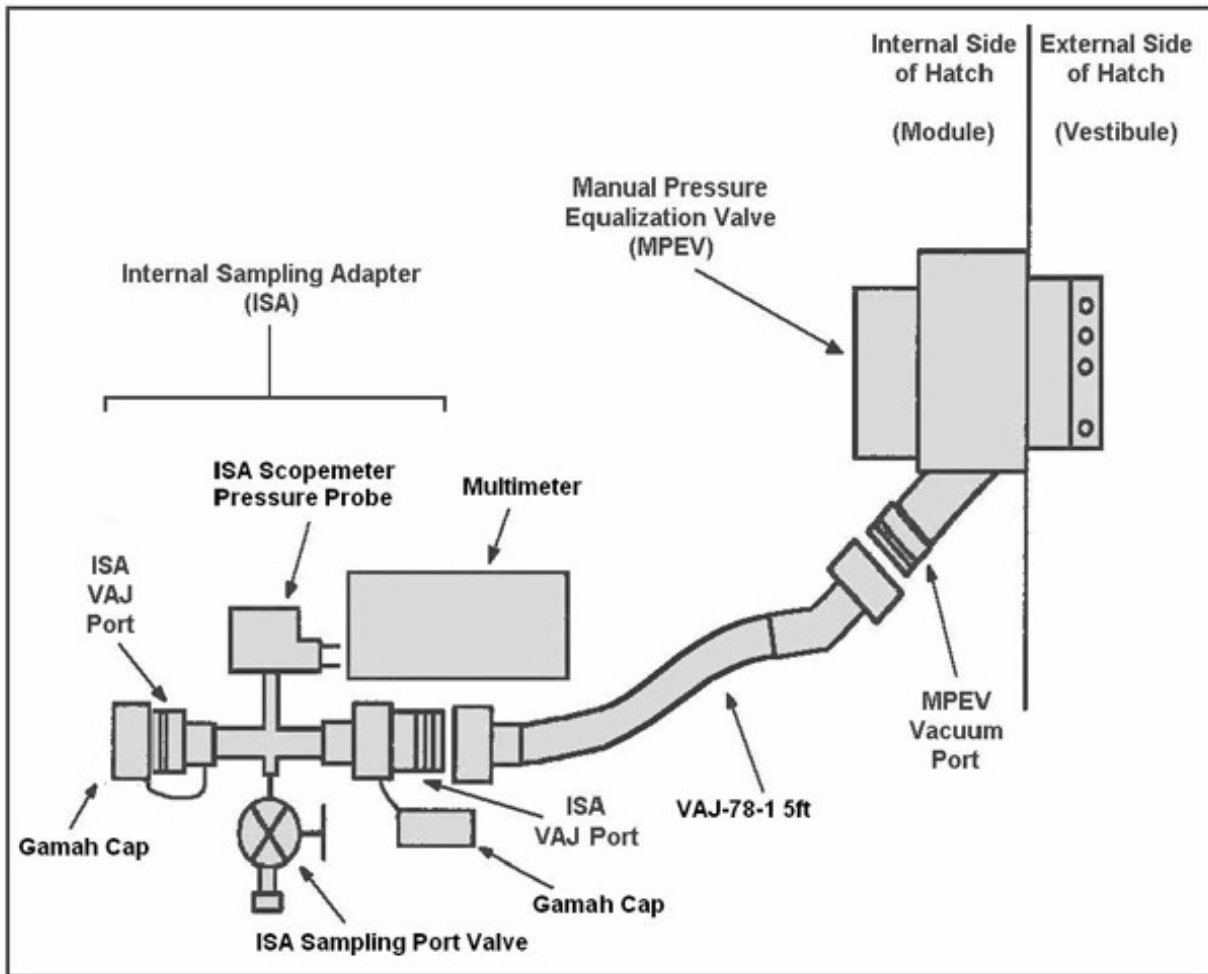 Internal Side
of Hatch
(Module)
External Side
of Hatch
(Vestibule)
Manual Pressure
Equalization Valve
(MPEV)
Internal Sampling Adapter
(ISA)
ISA Scopemeter
Pressure Probe
Multimeter
ISA
VAJ
Port
MPEV
Vacuum
Port
VAJ-78-1 5ft
ISA
VAJ Port
Gamah Cap
Gamah Cap
ISA Sampling Port Valve